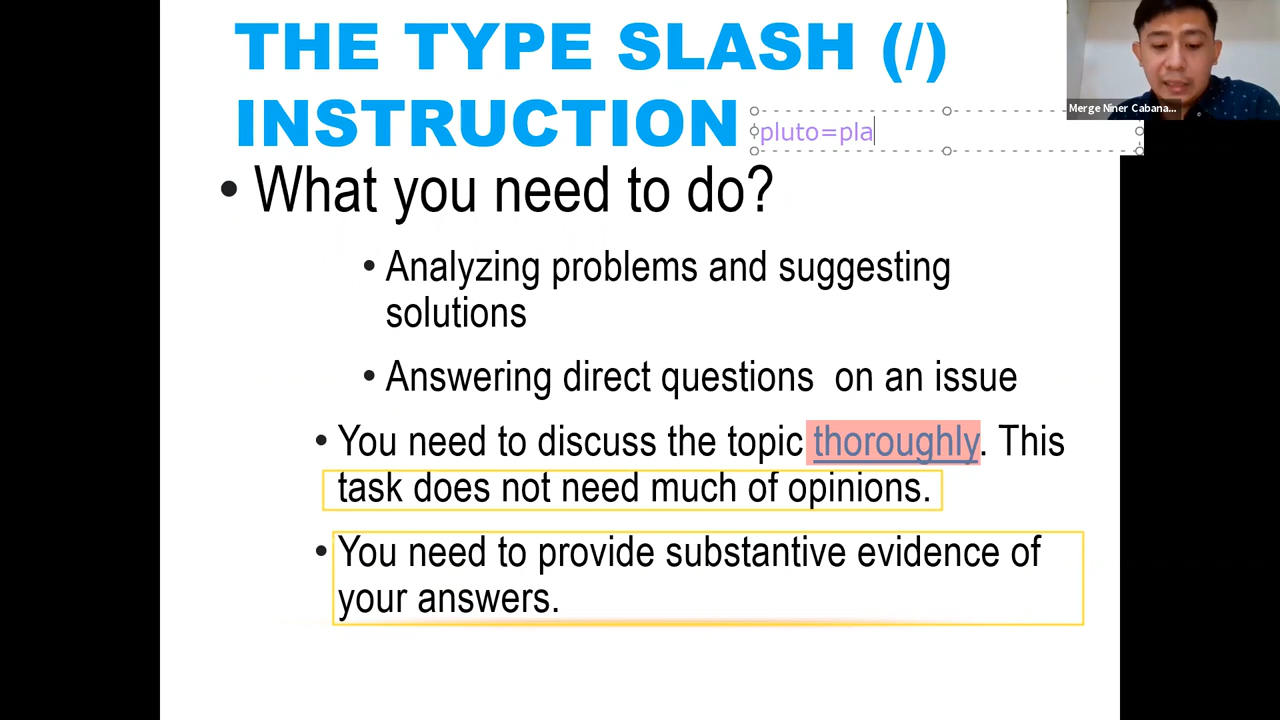 THE TYPE SLASH (/)
INSTRUCTION
pluto=pla
Merge Niner Cabana...
• What you need to do?
• Analyzing problems and suggesting
solutions
• Answering direct questions on an issue
• You need to discuss the topic thoroughly. This
task does not need much of opinions.
• You need to provide substantive evidence of
your answers.